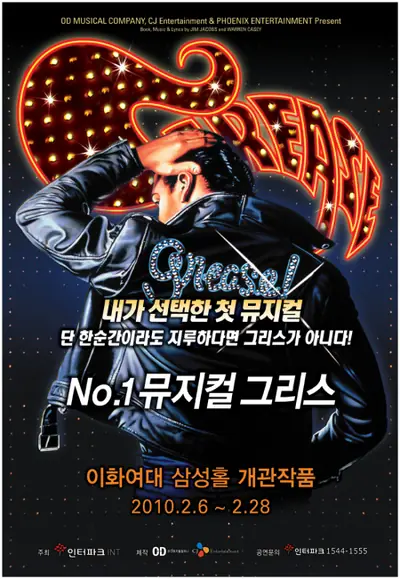 OD MUSICAL COMPANY, CJ Entertainment & PHOENIX ENTERTAINMENT Present
Book, Music & Lyrics by JIM JACOBS and WARREN CASEY
GREASE
Grease!
내가 선택한 첫 뮤지컬
단 한순간이라도 지루하다면 그리스가 아니다!
No.1 뮤지컬 그리스
이화여대 삼성홀 개관작품
2010.2.6 ~ 2.28
주최 인터파크 INT 제작 OD CJ Entertainment 공연문의 인터파크 1544-1555